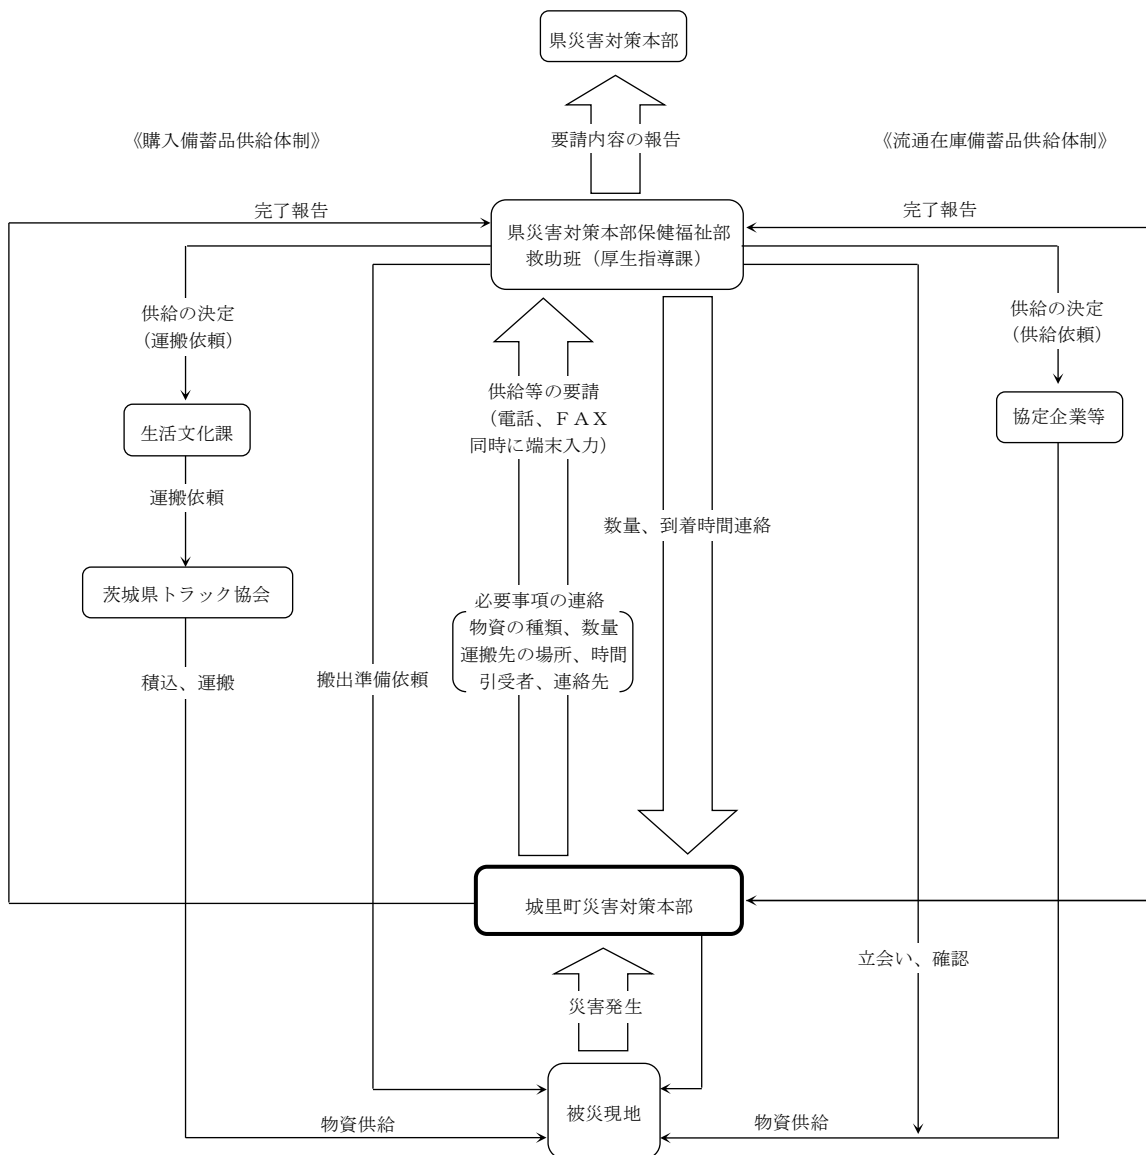 県災害対策本部
要請内容の報告
《購入備蓄品供給体制》
《流通在庫備蓄品供給体制》
完了報告
完了報告
県災害対策本部保健福祉部
救助班（厚生指導課）
供給の決定
（運搬依頼）
供給の決定
（供給依頼）
供給等の要請
（電話、ＦＡＸ
同時に端末入力）
生活文化課
協定企業等
運搬依頼
数量、到着時間連絡
茨城県トラック協会
必要事項の連絡
物資の種類、数量
運搬先の場所、時間
引受者、連絡先
積込、運搬
搬出準備依頼
城里町災害対策本部
立会い、確認
災害発生
被災現地
物資供給
物資供給